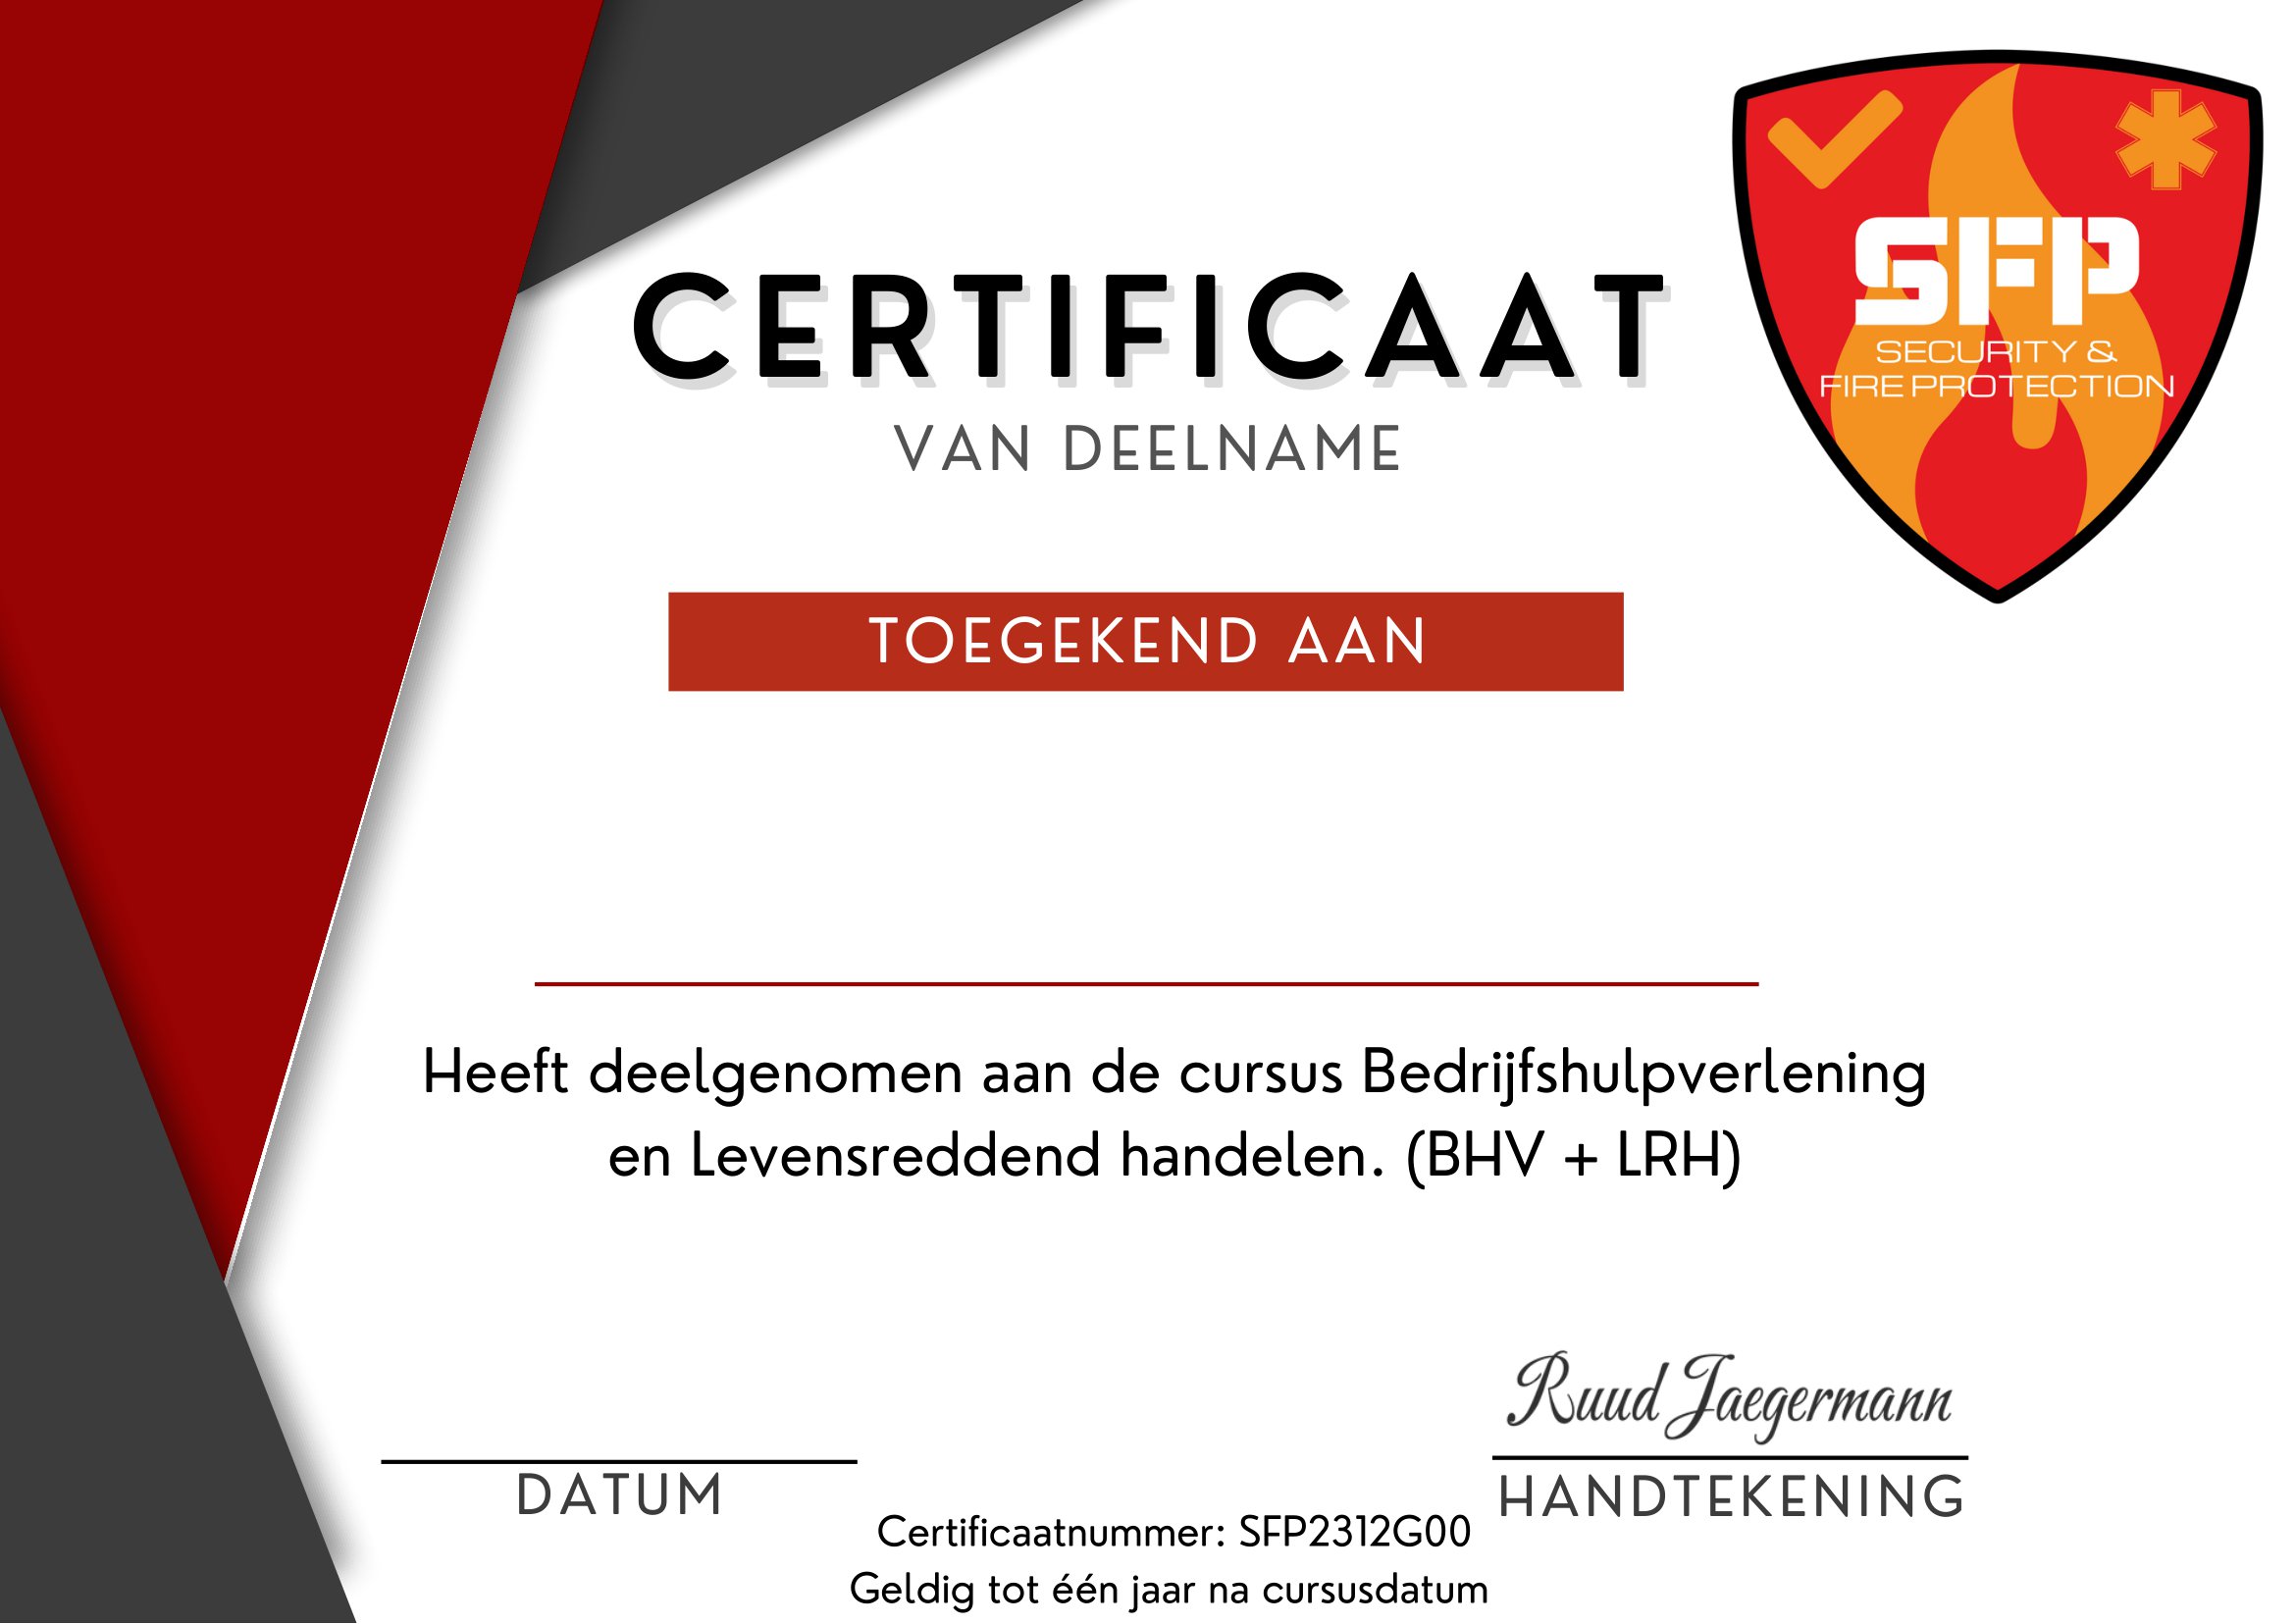 CERTIFICAAT
VAN DEELNAME
SFP
SECURITY &
FIRE PROTECTION
TOEGEKEND AAN
Heeft deelgenomen aan de cursus Bedrijfshulpverlening
en Levensreddend handelen. (BHV + LRH)
Ruud Jaegermann
DATUM
HANDTEKENING
Certificaatnummer: SFP2312G00
Geldig tot één jaar na cursusdatum